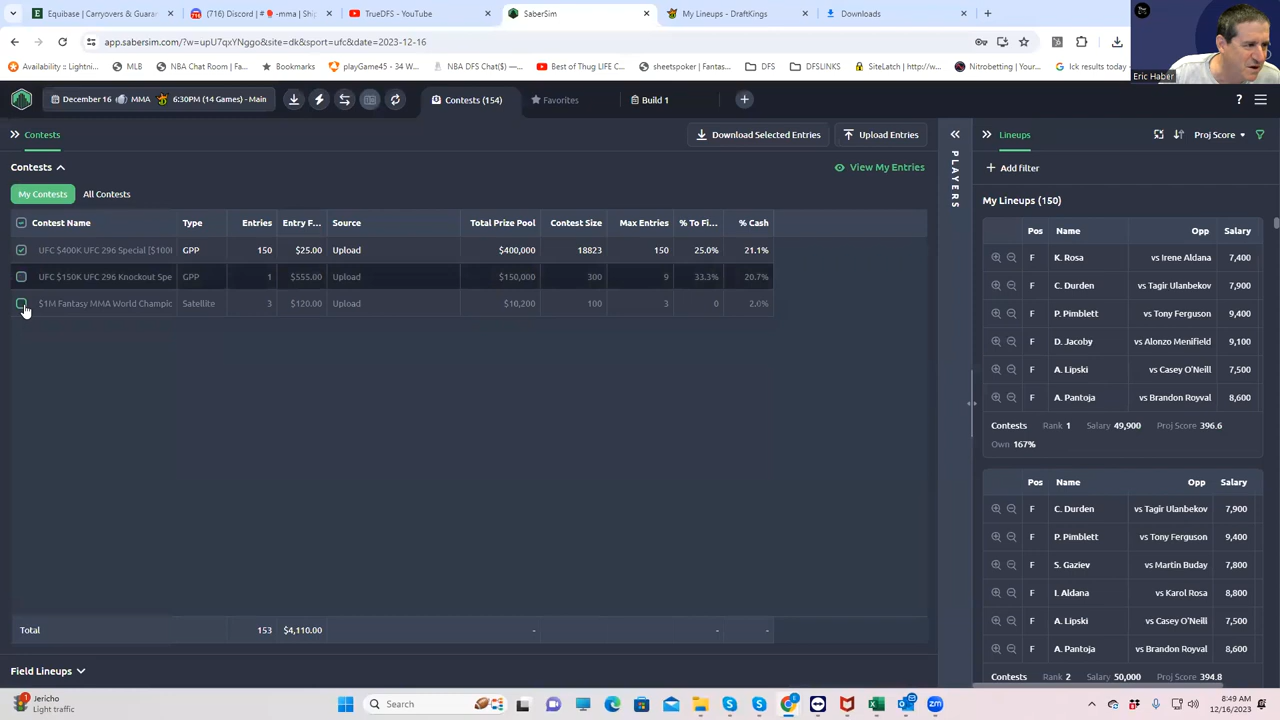 Equibase | Carryovers & Guara
(716) Discord | #🥊-mma | Ship
TrueDFS - YouTube
SaberSim
My Lineups - DraftKings
Downloads
app.sabersim.com/?w=upU7qxYNggo&site=dk&sport=ufc&date=2023-12-16
Eric Haber
Availability :: Lightni...
MLB
NBA Chat Room / Fa...
Bookmarks
playGame45 - 34 W...
NBA DFS Chat($)
Best of Thug LIFE C...
sheetspoker | Poste...
DFS
DFSLINKS
SiteLatch | http://w...
Nitrobetting | Login...
Ick results today 6...
December 16
MMA
6:30PM (14 Games) - Main
Contests (154)
Favorites
Build 1
Contests
Download Selected Entries
Upload Entries
Contests
View My Entries
My Contests
All Contests
Contest Name Type Entries Entry F... Source Total Prize Pool Contest Size Max Entries % To Fi... % Cash
UFC $400K UFC 296 Special [$100 GPP 150 $25.00 Upload $400,000 18823 150 25.0% 21.1%
UFC $150K UFC 296 Knockout Spe GPP 1 $555.00 Upload $150,000 300 9 33.3% 20.7%
$1M Fantasy MMA World Champic Satellite 3 $120.00 Upload $10,200 100 3 0 2.0%
Total 153 $4,110.00 - - -
Field Lineups
PLAYERS
Lineups
Proj Score
Add filter
My Lineups (150)
Pos Name Opp Salary
F K. Rosa vs Irene Aldana 7,400
F C. Durden vs Tagir Ulanbekov 7,900
F P. Pimblett vs Tony Ferguson 9,400
F D. Jacoby vs Alonzo Menifield 9,100
F A. Lipski vs Casey O'Neill 7,500
F A. Pantoja vs Brandon Royval 8,600
Contests Rank 1 Salary 49,900 Proj Score 396.6
Own 167%
Pos Name Opp Salary
F C. Durden vs Tagir Ulanbekov 7,900
F P. Pimblett vs Tony Ferguson 9,400
F S. Gaziev vs Martin Buday 7,800
F I. Aldana vs Karol Rosa 8,800
F A. Lipski vs Casey O'Neill 7,500
F A. Pantoja vs Brandon Royval 8,600
Contests Rank 2 Salary 50,000 Proj Score 394.8
Jericho
Light traffic
Search
8:49 AM
12/16/2023